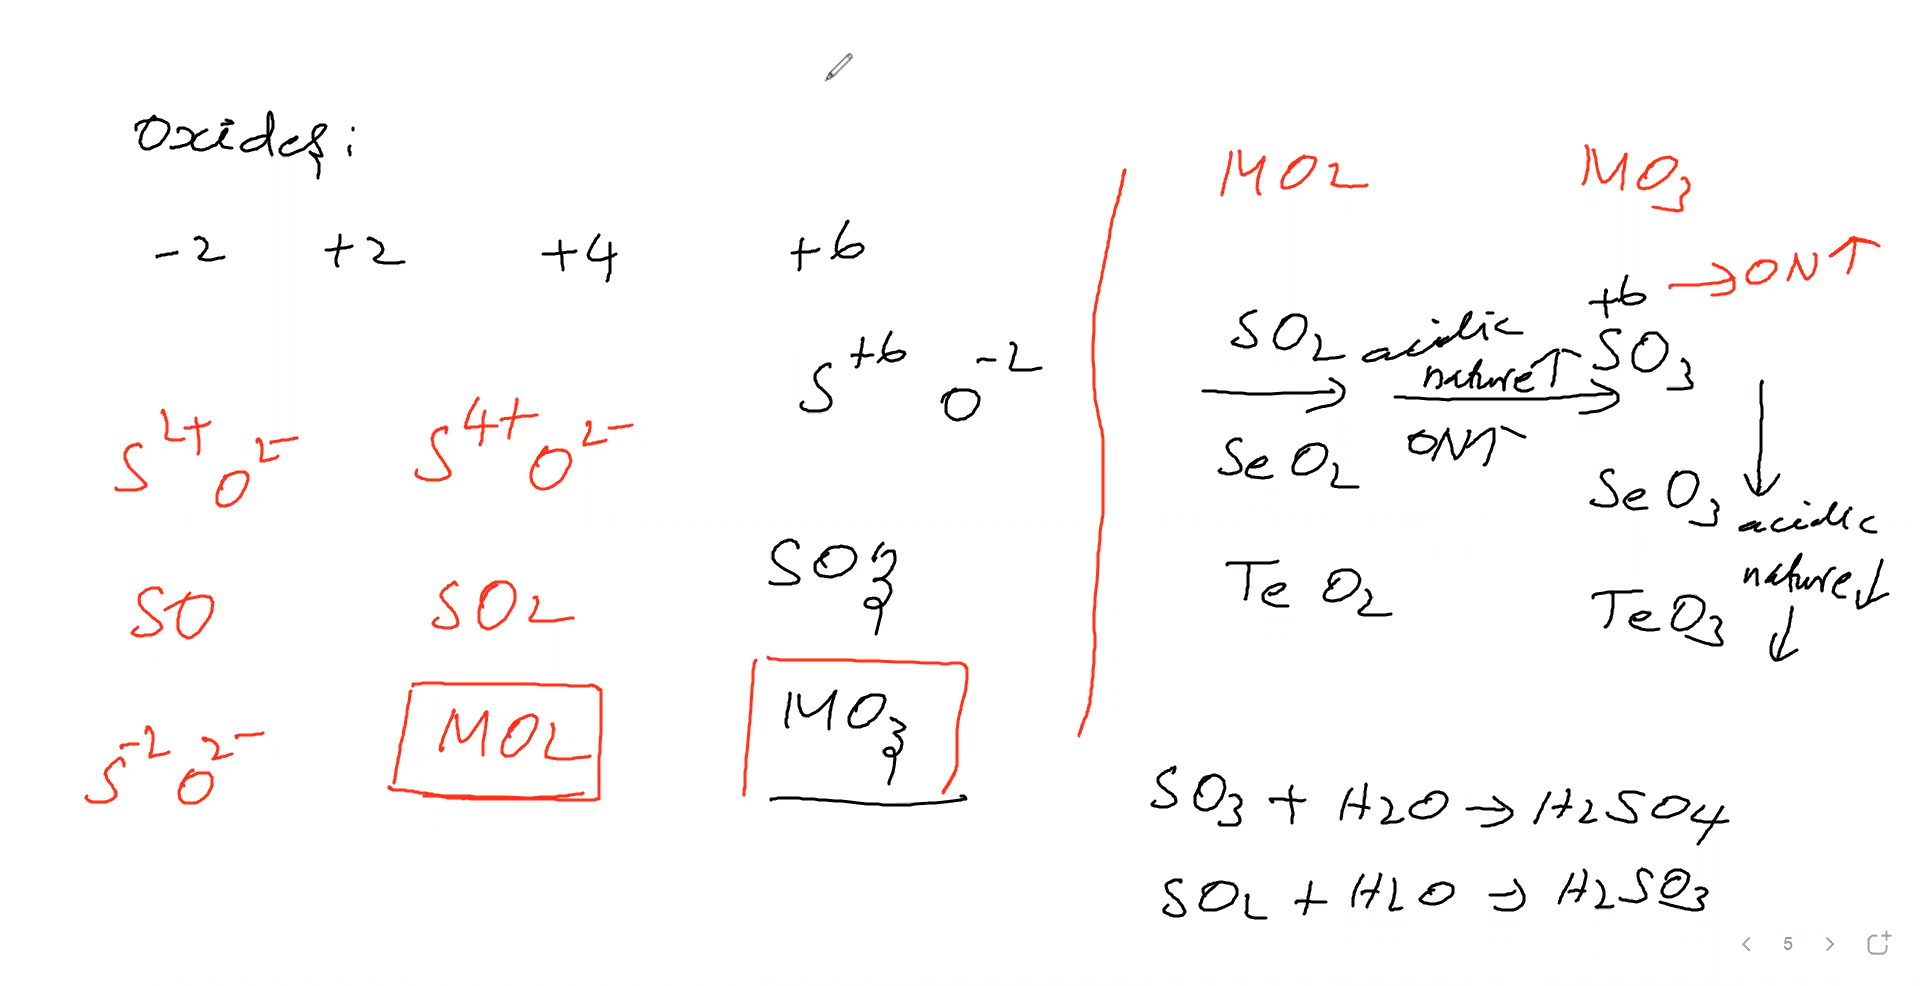 Oxides:
-2 +2 +4 +6
S+6 O-2
S2+ O2- S4+ O2-
SO SO2 SO3
S-2 O2- MO2 MO3
MO2 MO3
+6 → ON↑
SO2 acidic nature↑ SO3
ON↑
SeO2 SeO3
acidic
nature↓
TeO2 TeO3 ↓
SO3 + H2O → H2SO4
SO2 + H2O → H2SO3
5